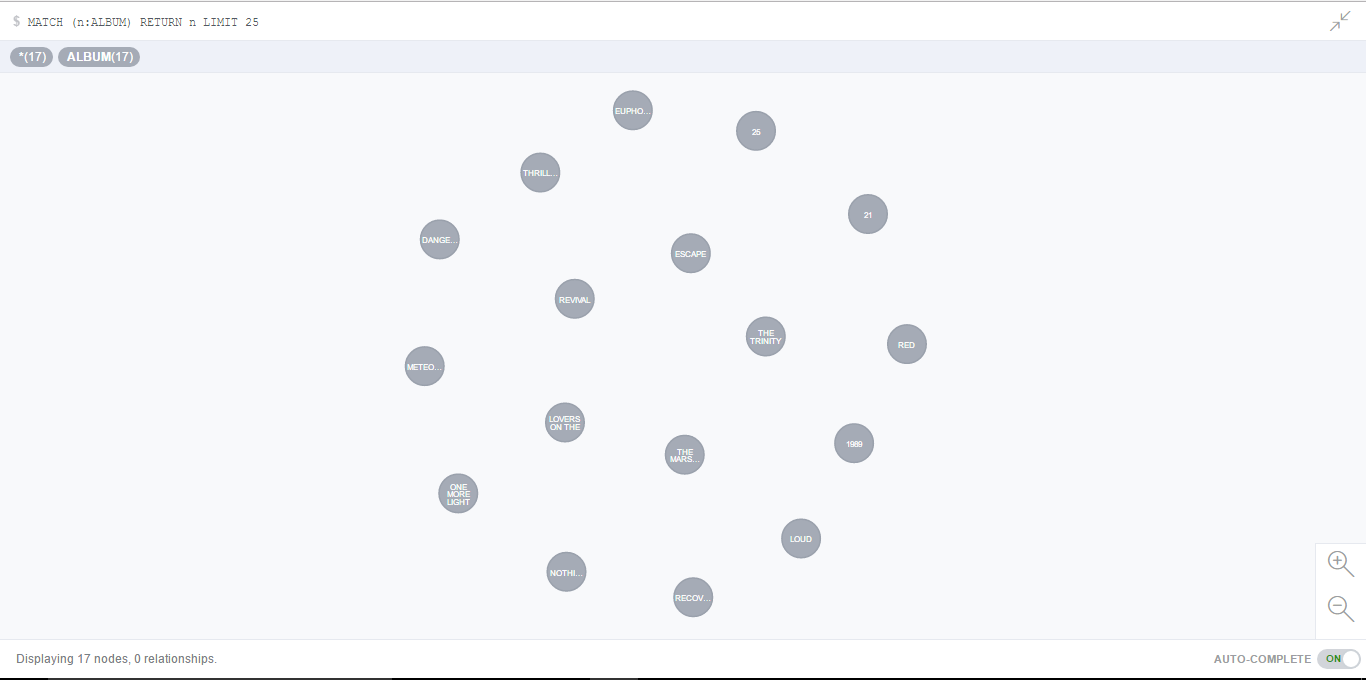 $ MATCH (n:ALBUM) RETURN n LIMIT 25
*(17) ALBUM(17)
EUPHO...
25
THRILL...
21
DANGE...
ESCAPE
REVIVAL
THE
TRINITY
RED
METEO...
LOVERS
ON THE
1989
THE
MARS...
ONE
MORE
LIGHT
LOUD
NOTHI...
RECOV...
Displaying 17 nodes, 0 relationships.
AUTO-COMPLETE ON